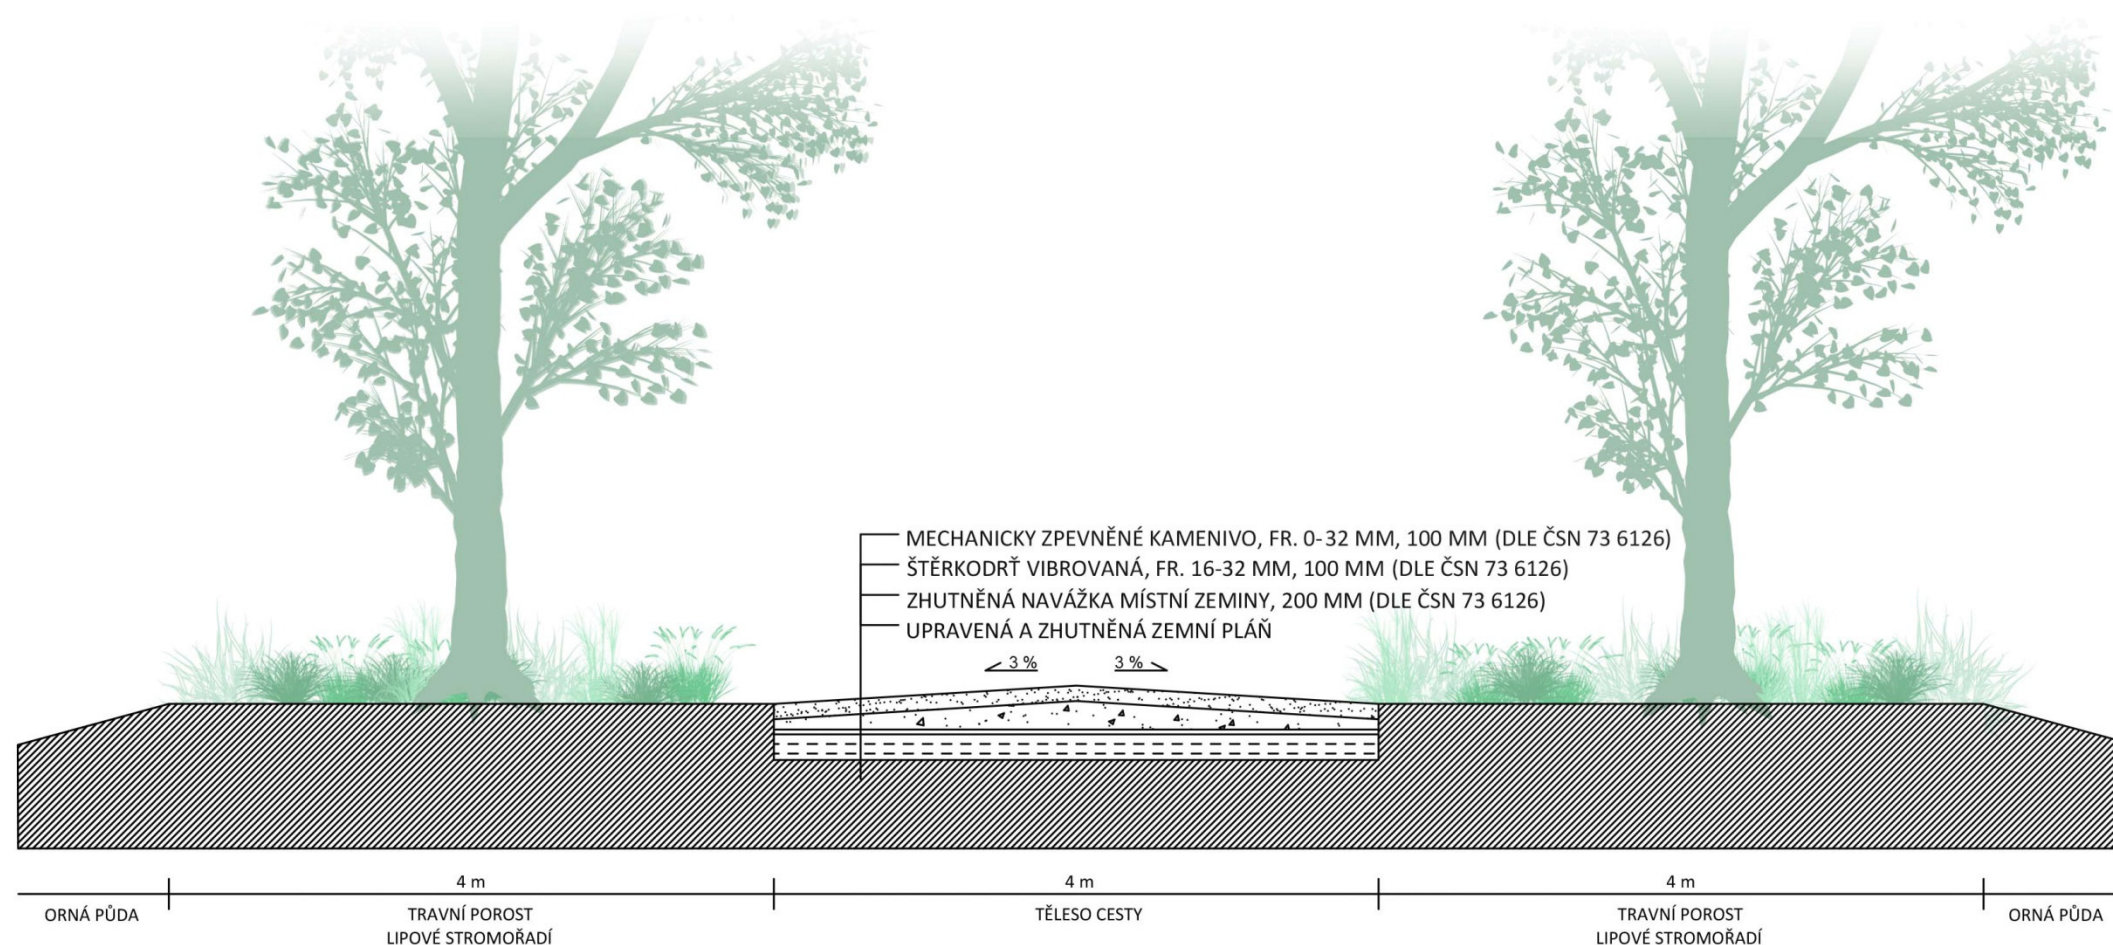 MECHANICKY ZPEVNĚNÉ KAMENIVO, FR. 0-32 MM, 100 MM (DLE ČSN 73 6126)
ŠTĚRKODRŤ VIBROVANÁ, FR. 16-32 MM, 100 MM (DLE ČSN 73 6126)
ZHUTNĚNÁ NAVÁŽKA MÍSTNÍ ZEMINY, 200 MM (DLE ČSN 73 6126)
UPRAVENÁ A ZHUTNĚNÁ ZEMNÍ PLÁŇ
3 % 3 %
4 m 4 m 4 m
ORNÁ PŮDA TRAVNÍ POROST TĚLESO CESTY TRAVNÍ POROST ORNÁ PŮDA
LIPOVÉ STROMOŘADÍ LIPOVÉ STROMOŘADÍ